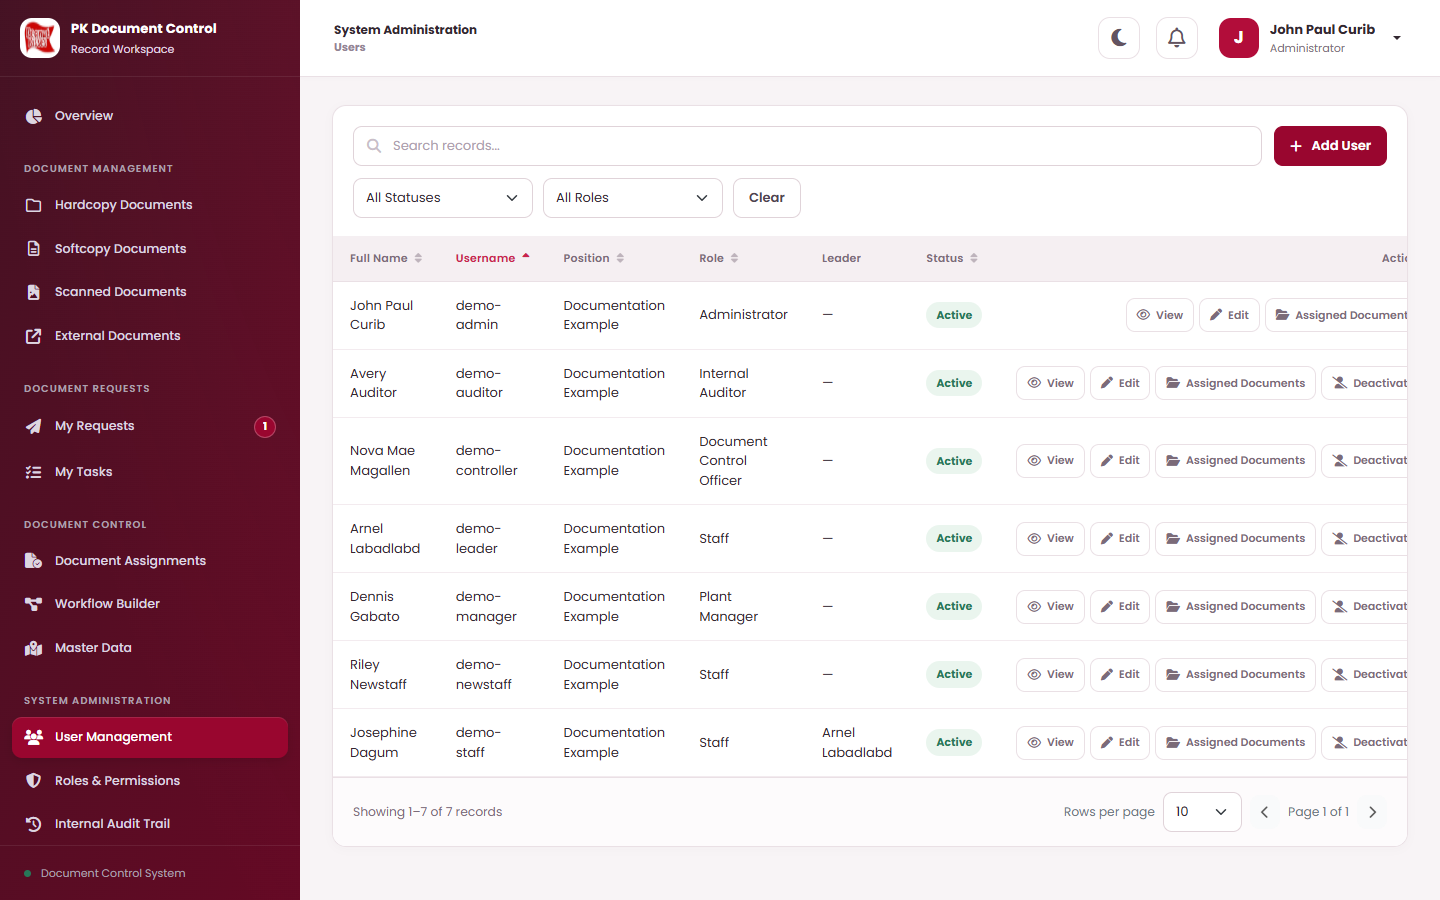 PK Document Control
Record Workspace
System Administration
Users
J
John Paul Curib
Administrator
Overview
DOCUMENT MANAGEMENT
Hardcopy Documents
Softcopy Documents
Scanned Documents
External Documents
DOCUMENT REQUESTS
My Requests 1
My Tasks
DOCUMENT CONTROL
Document Assignments
Workflow Builder
Master Data
SYSTEM ADMINISTRATION
User Management
Roles & Permissions
Internal Audit Trail
Document Control System
Search records...
Add User
All Statuses All Roles Clear
Full Name Username Position Role Leader Status Actio
John Paul Curib demo-admin Documentation Example Administrator — Active View Edit Assigned Document
Avery Auditor demo-auditor Documentation Example Internal Auditor — Active View Edit Assigned Documents Deactivat
Nova Mae Magallen demo-controller Documentation Example Document Control Officer — Active View Edit Assigned Documents Deactivat
Arnel Labadlabd demo-leader Documentation Example Staff — Active View Edit Assigned Documents Deactivat
Dennis Gabato demo-manager Documentation Example Plant Manager — Active View Edit Assigned Documents Deactivat
Riley Newstaff demo-newstaff Documentation Example Staff — Active View Edit Assigned Documents Deactivat
Josephine Dagum demo-staff Documentation Example Staff Arnel Labadlabd Active View Edit Assigned Documents Deactivat
Showing 1–7 of 7 records
Rows per page 10 Page 1 of 1